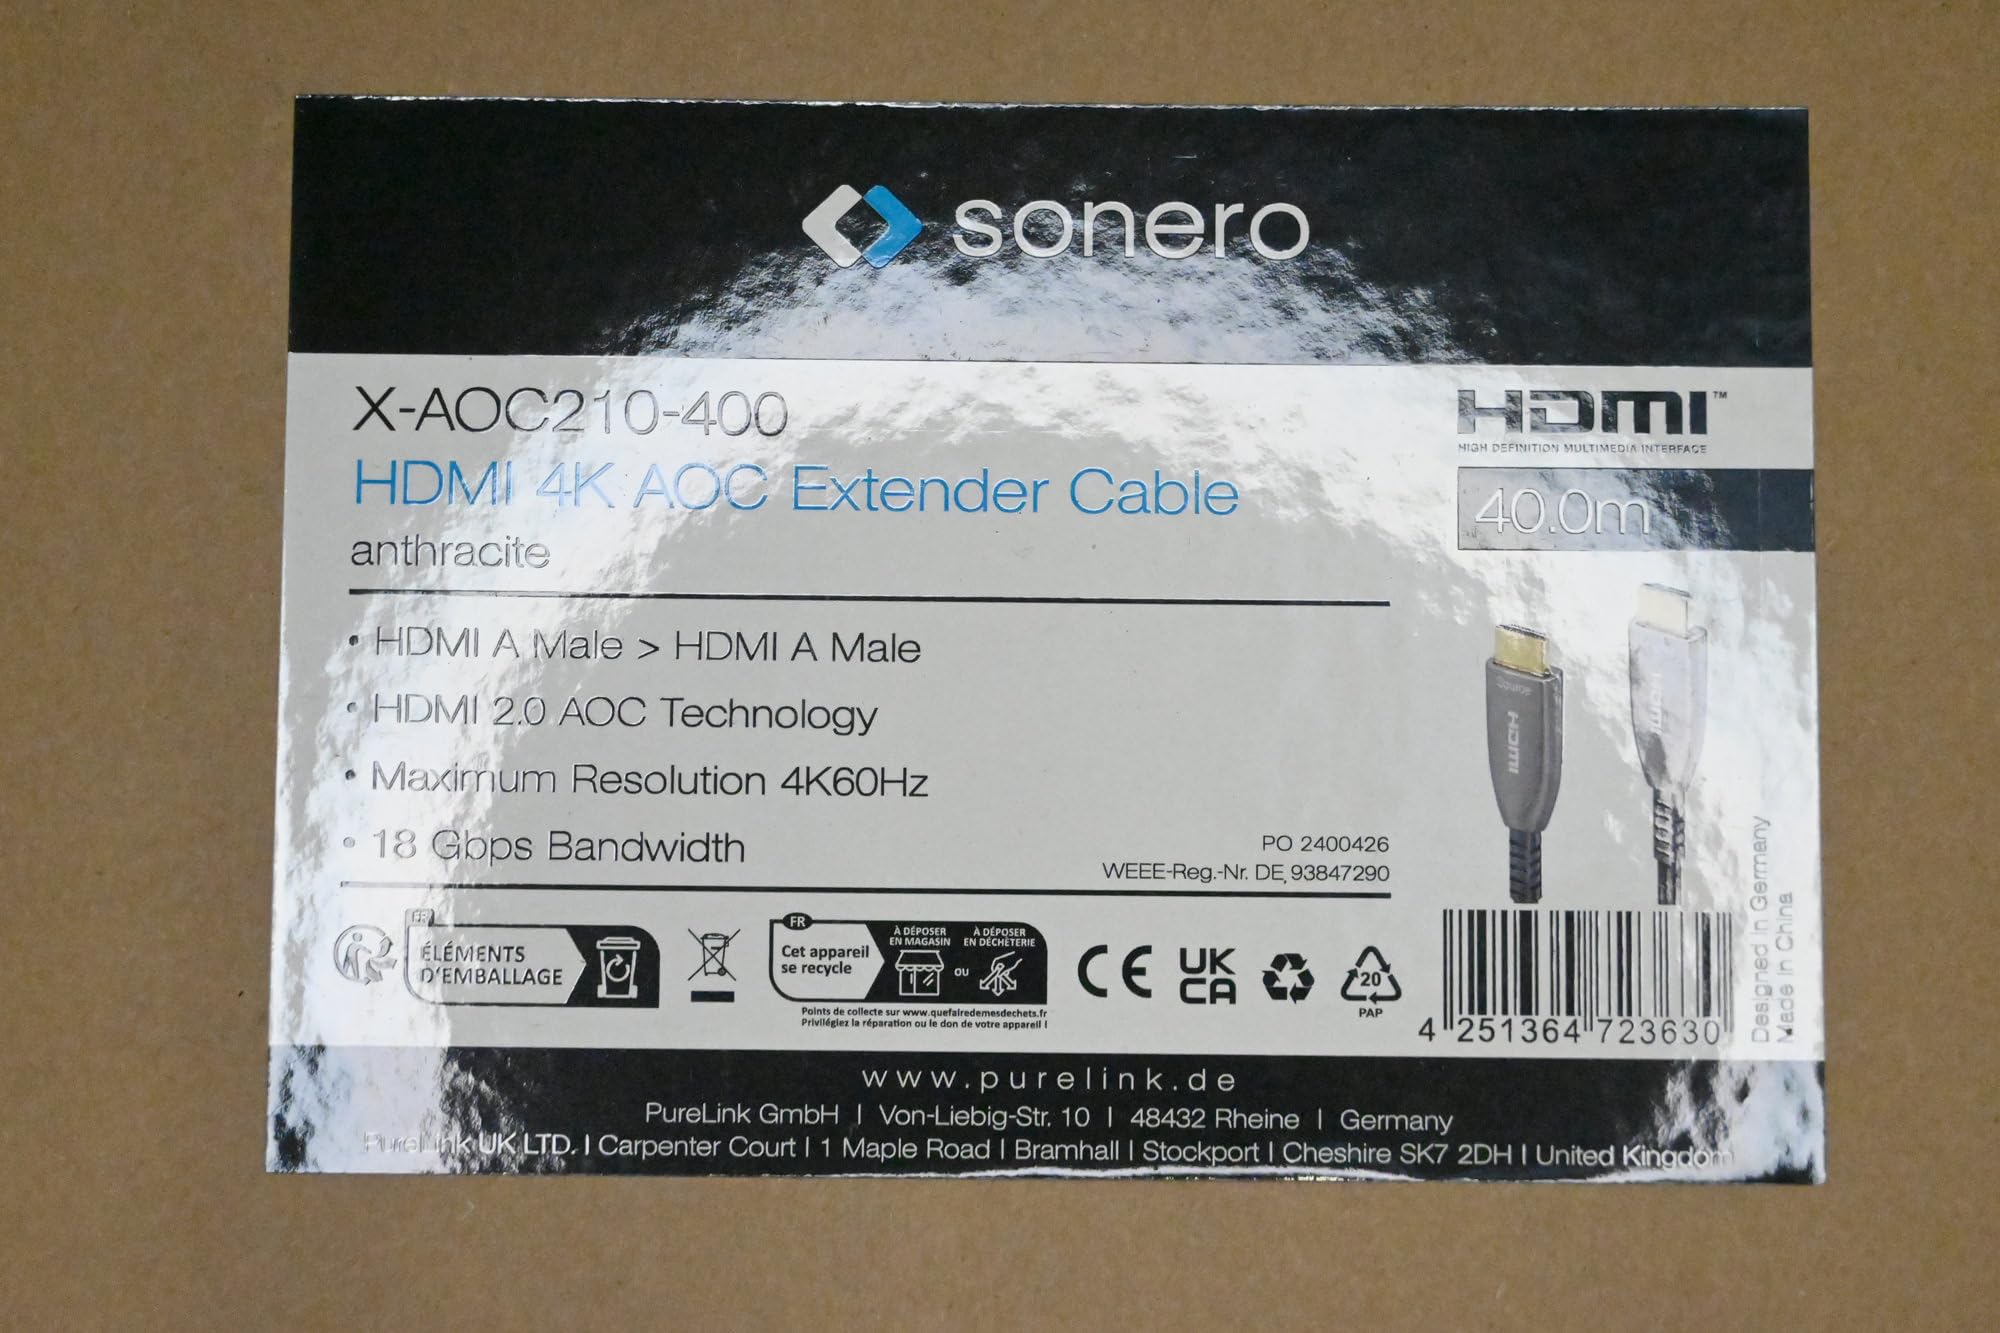 sonero
X-AOC210-400
HDMI 4K AOC Extender Cable
anthracite
HDMI™
HIGH DEFINITION MULTIMEDIA INTERFACE
40.0m
• HDMI A Male > HDMI A Male
• HDMI 2.0 AOC Technology
• Maximum Resolution 4K60Hz
• 18 Gbps Bandwidth
PO 2400426
WEEE-Reg.-Nr. DE 93847290
Source
HDMI
HDMI
FR
ÉLÉMENTS
D'EMBALLAGE
FR
Cet appareil
se recycle
À DÉPOSER
EN MAGASIN
OU
À DÉPOSER
EN DÉCHÈTERIE
Points de collecte sur www.quefairedemesdechets.fr
Privilégiez la réparation ou le don de votre appareil !
CE
UK
CA
20
PAP
4 251364 723630
Designed in Germany
Made in China
www.purelink.de
PureLink GmbH I Von-Liebig-Str. 10 I 48432 Rheine I Germany
PureLink UK LTD. I Carpenter Court I 1 Maple Road I Bramhall I Stockport I Cheshire SK7 2DH I United Kingdom